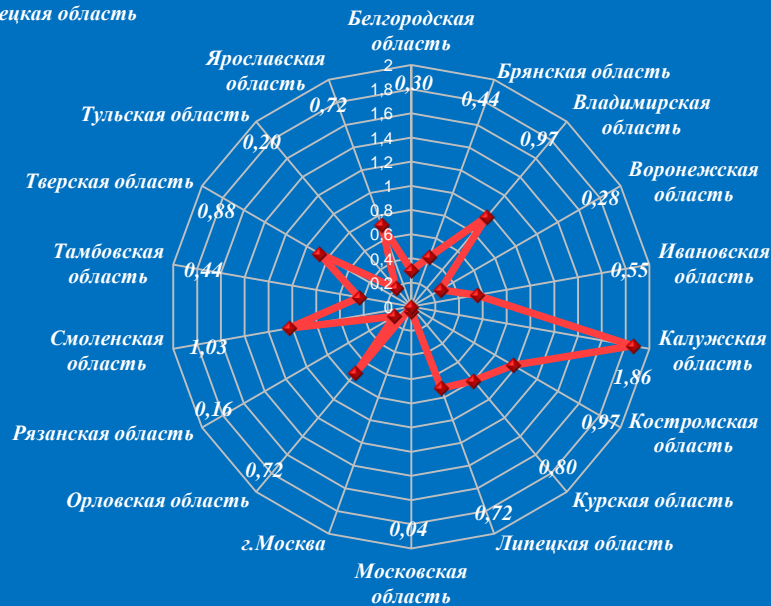 ецкая область
Белгородская
область
0,30
Брянская область
0,44
Владимирская
область
0,97
Воронежская
область
0,28
Ивановская
область
0,55
Калужская
область
1,86
Костромская
область
0,97
Курская область
0,80
Липецкая область
0,72
Московская
область
0,04
г.Москва
Орловская область
0,72
Рязанская область
0,16
Смоленская
область
1,03
Тамбовская
область
0,44
Тверская область
0,88
Тульская область
0,20
Ярославская
область
0,72
2
1,8
1,6
1,4
1,2
1
0,8
0,6
0,4
0,2
0